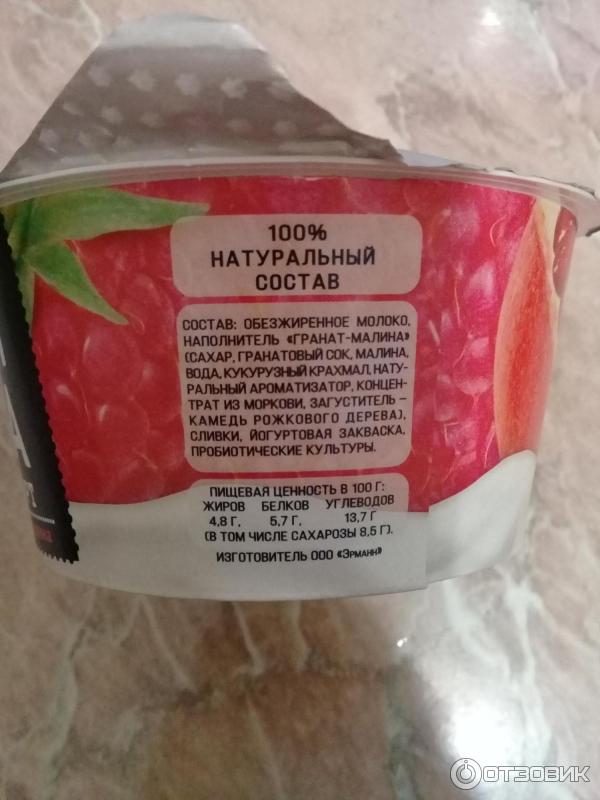 100%
НАТУРАЛЬНЫЙ
СОСТАВ
СОСТАВ: ОБЕЗЖИРЕННОЕ МОЛОКО,
НАПОЛНИТЕЛЬ «ГРАНАТ-МАЛИНА»
(САХАР, ГРАНАТОВЫЙ СОК, МАЛИНА,
ВОДА, КУКУРУЗНЫЙ КРАХМАЛ, НАТУ-
РАЛЬНЫЙ АРОМАТИЗАТОР, КОНЦЕН-
ТРАТ ИЗ МОРКОВИ, ЗАГУСТИТЕЛЬ –
КАМЕДЬ РОЖКОВОГО ДЕРЕВА),
СЛИВКИ, ЙОГУРТОВАЯ ЗАКВАСКА,
ПРОБИОТИЧЕСКИЕ КУЛЬТУРЫ.
ПИЩЕВАЯ ЦЕННОСТЬ В 100 Г:
ЖИРОВ БЕЛКОВ УГЛЕВОДОВ
4,8 Г, 5,7 Г, 13,7 Г
(В ТОМ ЧИСЛЕ САХАРОЗЫ 8,5 Г).
ИЗГОТОВИТЕЛЬ ООО «ЭРМАНН»
ОТЗОВИК